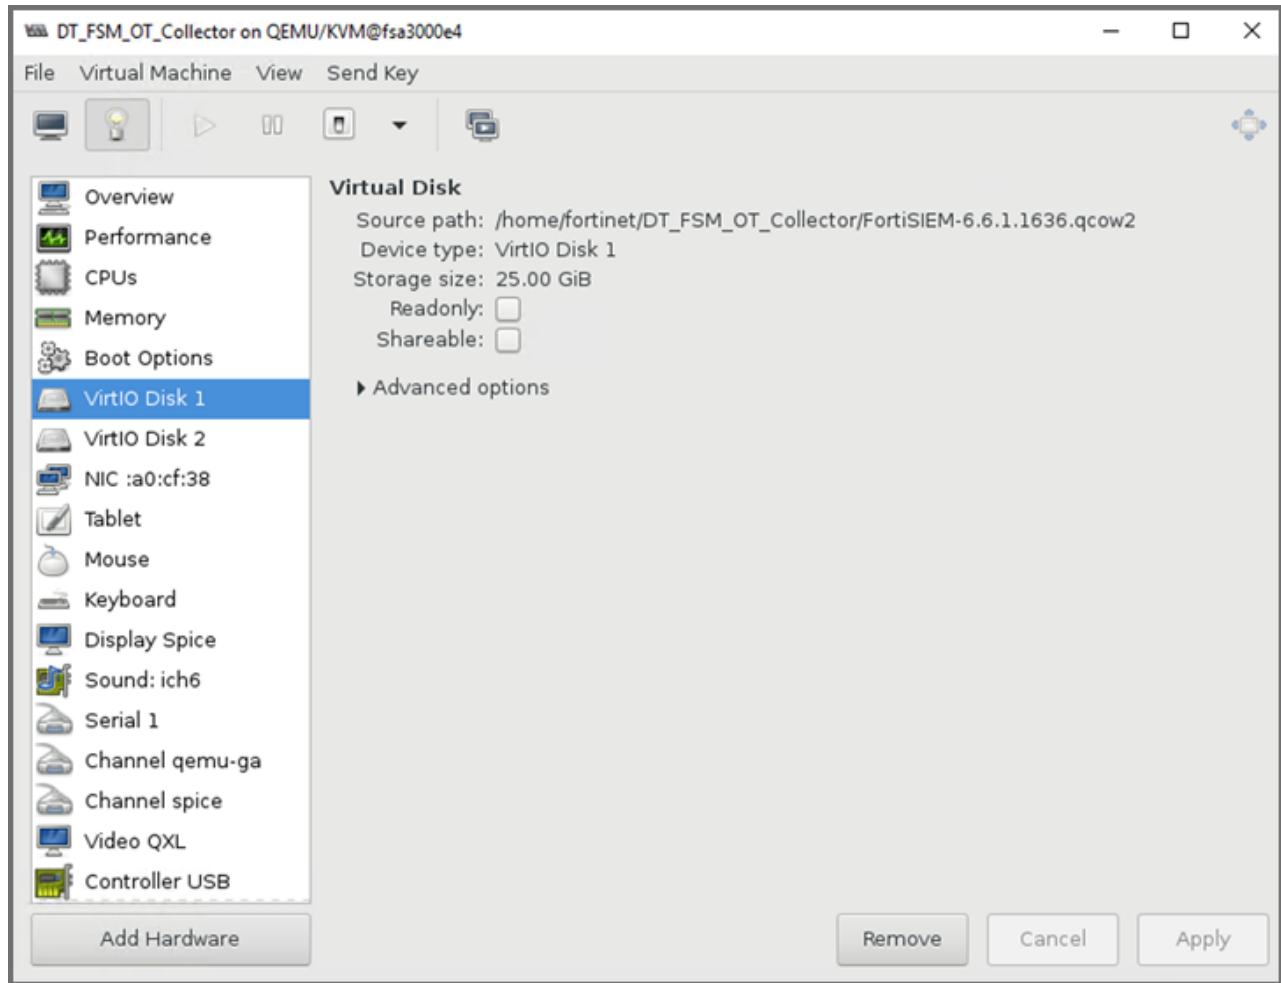 DT_FSM_OT_Collector on QEMU/KVM@fsa3000e4
File Virtual Machine View Send Key
Overview
Performance
CPUs
Memory
Boot Options
VirtIO Disk 1
VirtIO Disk 2
NIC :a0:cf:38
Tablet
Mouse
Keyboard
Display Spice
Sound: ich6
Serial 1
Channel qemu-ga
Channel spice
Video QXL
Controller USB
Add Hardware
Virtual Disk
Source path: /home/fortinet/DT_FSM_OT_Collector/FortiSIEM-6.6.1.1636.qcow2
Device type: VirtIO Disk 1
Storage size: 25.00 GiB
Readonly:
Shareable:
Advanced options
Remove Cancel Apply